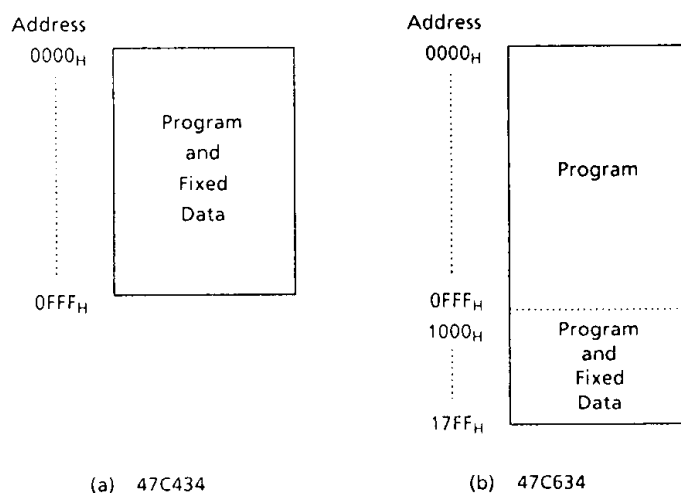 Address
0000H
Program
and
Fixed
Data
0FFFH
(a) 47C434
Address
0000H
Program
0FFFH
1000H
Program
and
Fixed
Data
17FFH
(b) 47C634